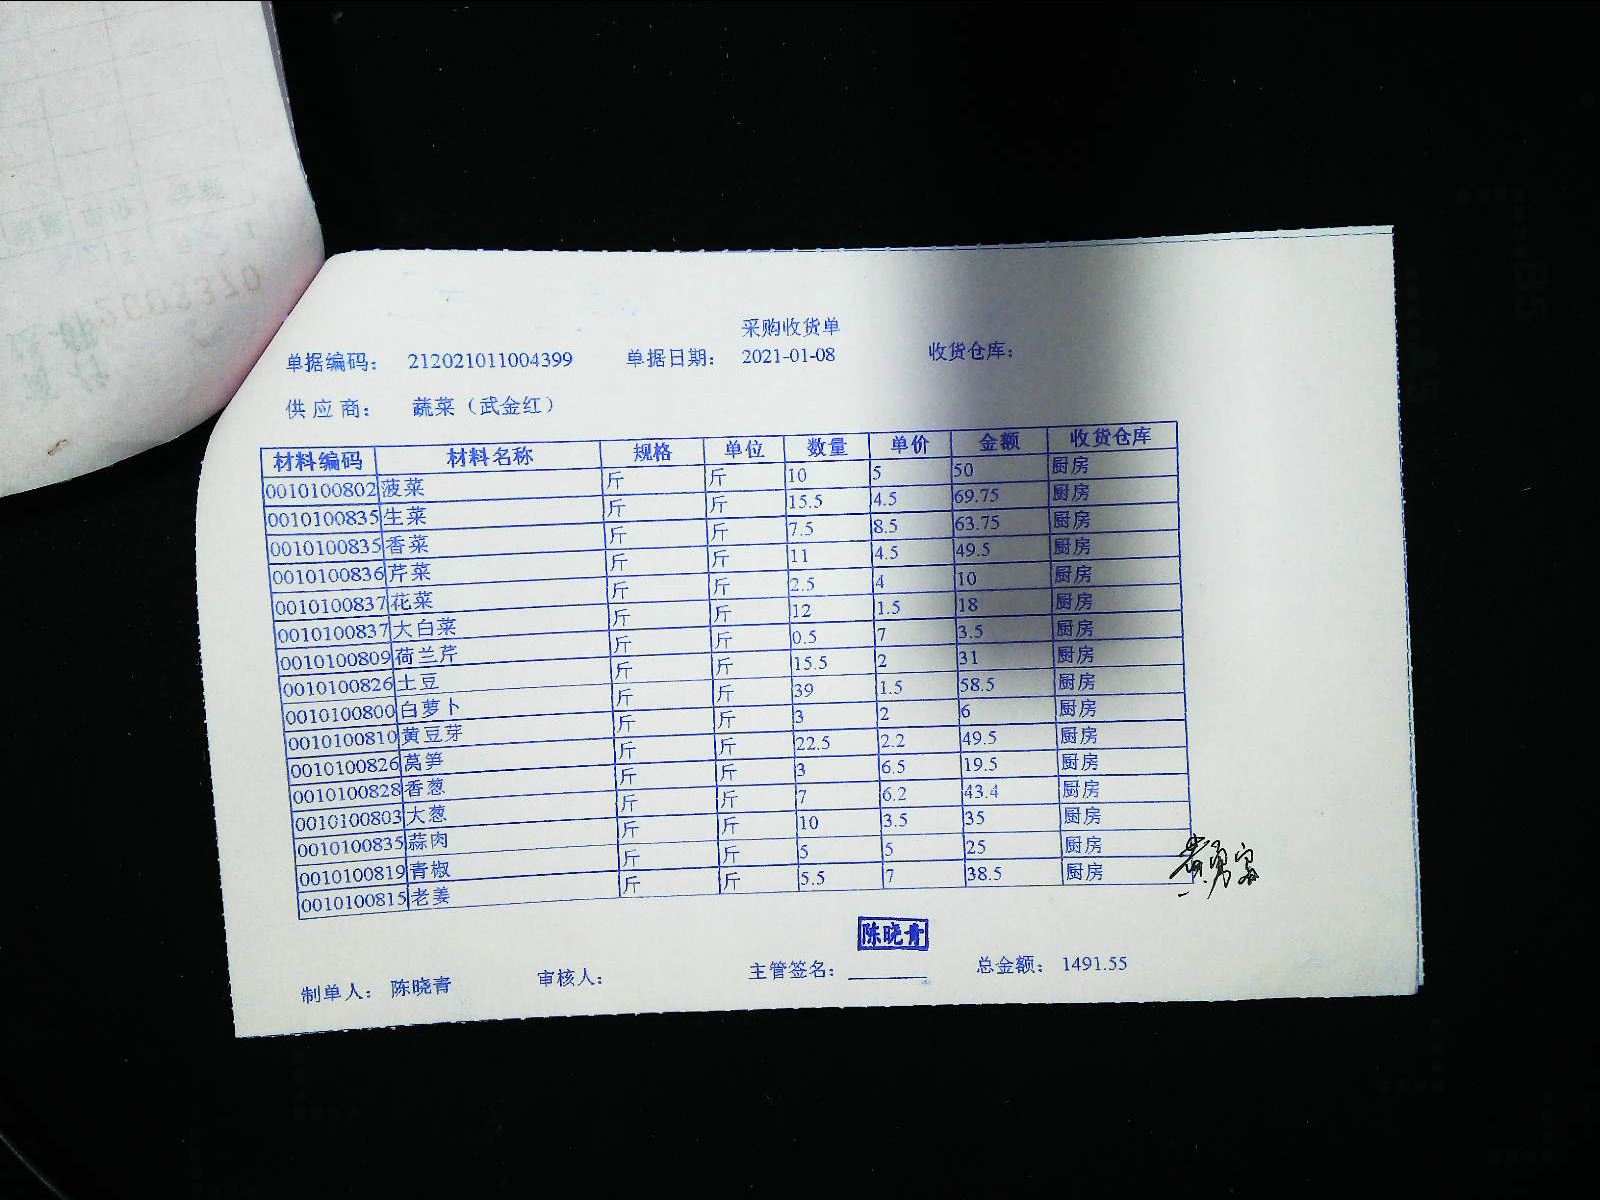 采购收货单
单据编码： 212021011004399 单据日期： 2021-01-08 收货仓库：
供应商： 蔬菜（武金红）
材料编码 材料名称 规格 单位 数量 单价 金额 收货仓库
0010100802 菠菜 斤 斤 10 5 50 厨房
0010100835 生菜 斤 斤 15.5 4.5 69.75 厨房
0010100835 香菜 斤 斤 7.5 8.5 63.75 厨房
0010100836 芹菜 斤 斤 11 4.5 49.5 厨房
0010100837 花菜 斤 斤 2.5 4 10 厨房
0010100837 大白菜 斤 斤 12 1.5 18 厨房
0010100809 荷兰芹 斤 斤 0.5 7 3.5 厨房
0010100826 土豆 斤 斤 15.5 2 31 厨房
0010100800 白萝卜 斤 斤 39 1.5 58.5 厨房
0010100810 黄豆芽 斤 斤 3 2 6 厨房
0010100826 莴笋 斤 斤 22.5 2.2 49.5 厨房
0010100828 香葱 斤 斤 3 6.5 19.5 厨房
0010100803 大葱 斤 斤 7 6.2 43.4 厨房
0010100835 蒜肉 斤 斤 10 3.5 35 厨房
0010100819 青椒 斤 斤 5 5 25 厨房
0010100815 老姜 斤 斤 5.5 7 38.5 厨房
陈晓青
制单人： 陈晓青 审核人： 主管签名： 总金额： 1491.55